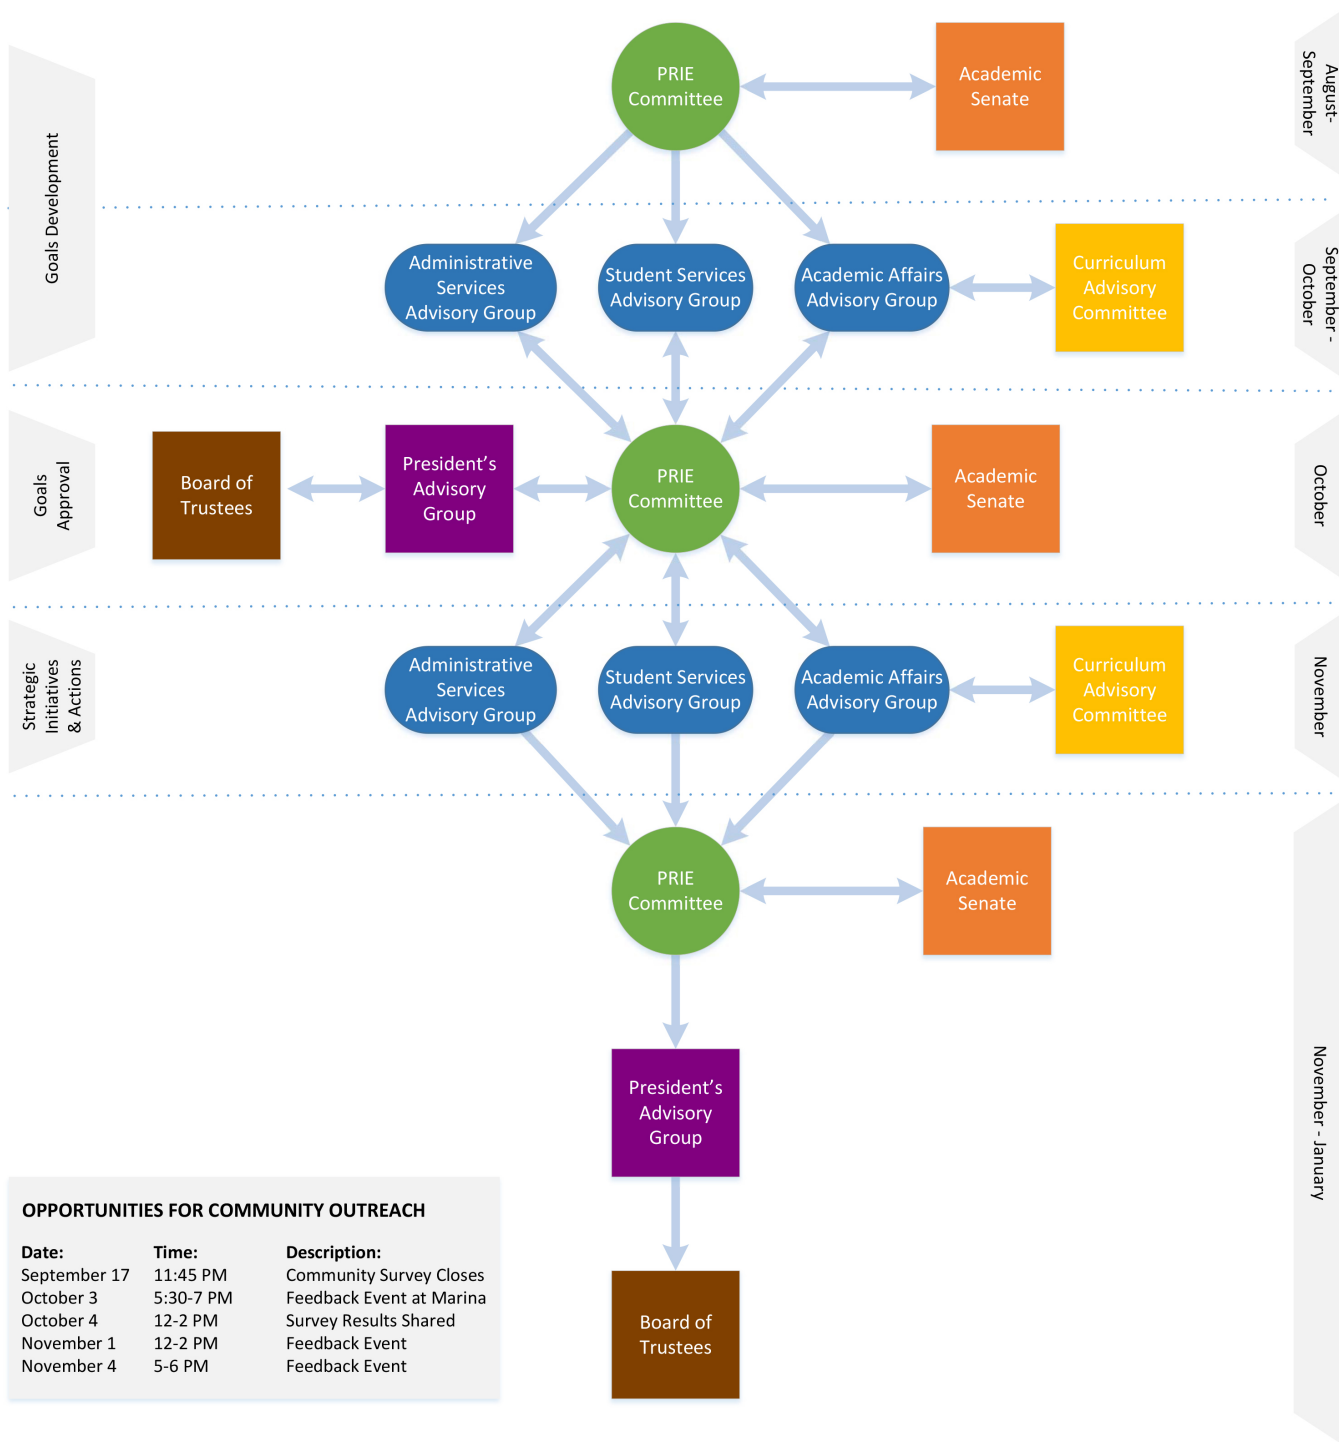 PRIE
Committee
Academic
Senate
August-
September
Goals Development
Administrative
Services
Advisory Group
Student Services
Advisory Group
Academic Affairs
Advisory Group
Curriculum
Advisory
Committee
September -
October
Goals
Approval
Board of
Trustees
President’s
Advisory
Group
PRIE
Committee
Academic
Senate
October
Strategic
Initiatives
& Actions
Administrative
Services
Advisory Group
Student Services
Advisory Group
Academic Affairs
Advisory Group
Curriculum
Advisory
Committee
November
PRIE
Committee
Academic
Senate
President’s
Advisory
Group
November - January
Board of
Trustees
OPPORTUNITIES FOR COMMUNITY OUTREACH
Date: Time: Description:
September 17 11:45 PM Community Survey Closes
October 3 5:30-7 PM Feedback Event at Marina
October 4 12-2 PM Survey Results Shared
November 1 12-2 PM Feedback Event
November 4 5-6 PM Feedback Event